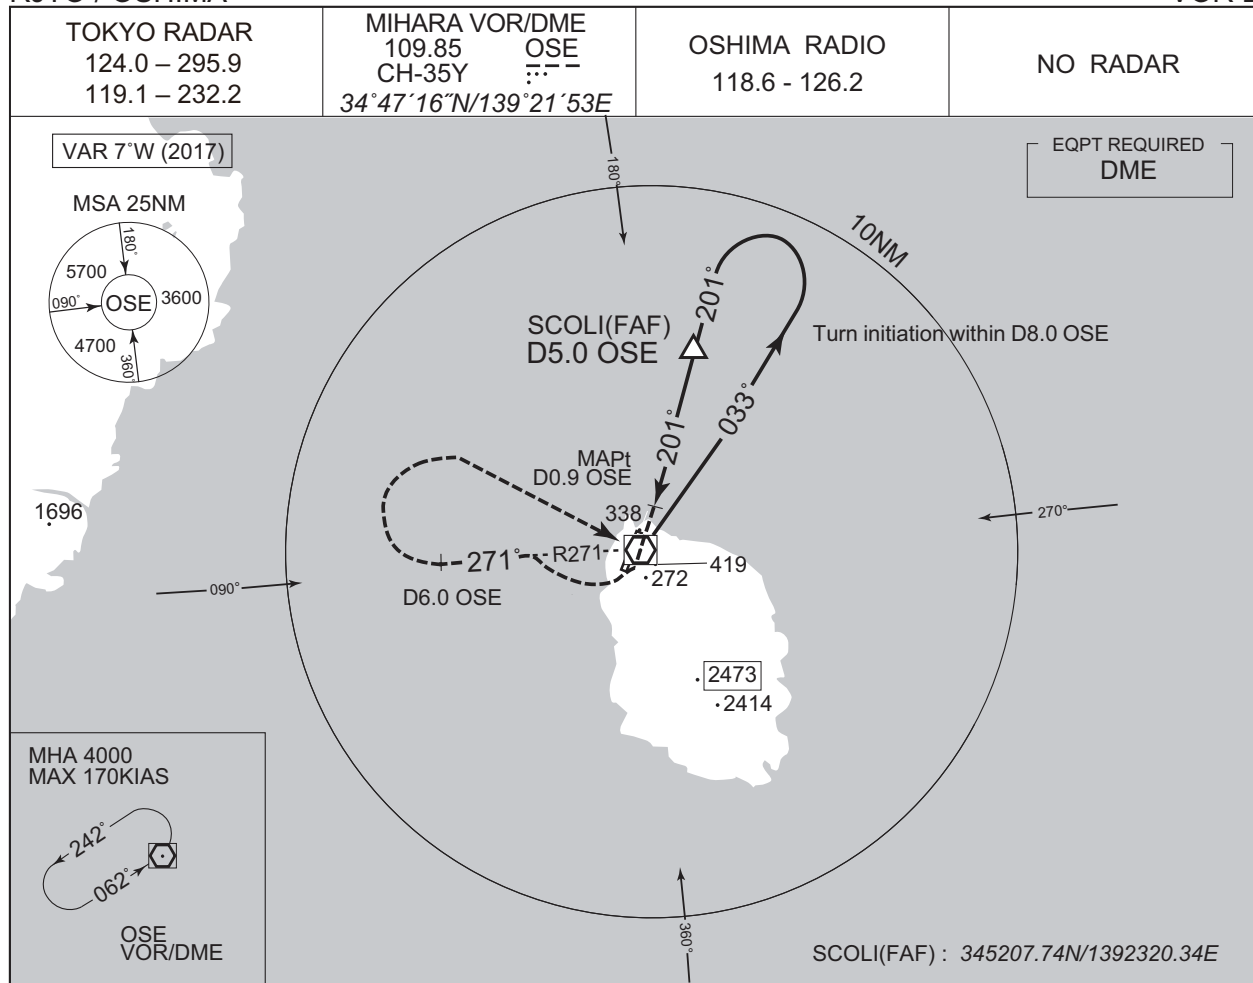 TOKYO RADAR
124.0 – 295.9
119.1 – 232.2
MIHARA VOR/DME
109.85 OSE
CH-35Y
34˚47´16˝N/139˚21´53E
OSHIMA RADIO
118.6 - 126.2
NO RADAR
VAR 7˚W (2017)
MSA 25NM
180˚
5700
090˚
OSE
3600
4700
360˚
EQPT REQUIRED
DME
180˚
10NM
201˚
SCOLI(FAF)
D5.0 OSE
Turn initiation within D8.0 OSE
033˚
201˚
MAPt
D0.9 OSE
338
1696
270˚
271˚
R271
419
272
D6.0 OSE
090˚
2473
2414
MHA 4000
MAX 170KIAS
242˚
062˚
OSE
VOR/DME
360˚
SCOLI(FAF) : 345207.74N/1392320.34E